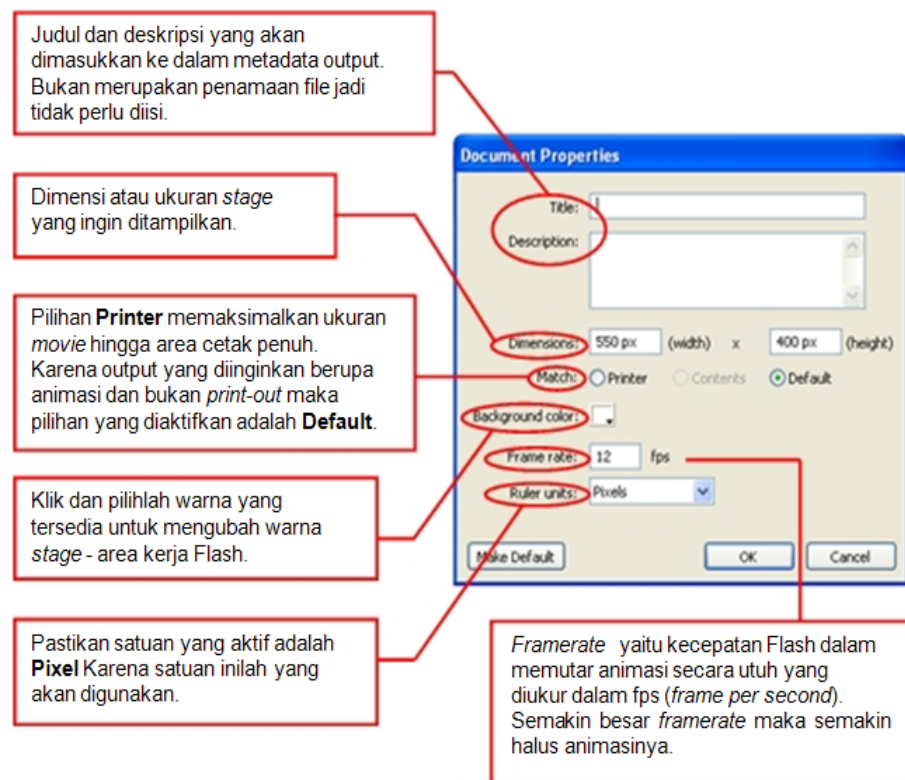 Judul dan deskripsi yang akan
dimasukkan ke dalam metadata output.
Bukan merupakan penamaan file jadi
tidak perlu diisi.
Dimensi atau ukuran stage
yang ingin ditampilkan.
Pilihan Printer memaksimalkan ukuran
movie hingga area cetak penuh.
Karena output yang diinginkan berupa
animasi dan bukan print-out maka
pilihan yang diaktifkan adalah Default.
Klik dan pilihlah warna yang
tersedia untuk mengubah warna
stage - area kerja Flash.
Pastikan satuan yang aktif adalah
Pixel Karena satuan inilah yang
akan digunakan.
Document Properties
Title:
Description:
Dimensions: 550 px (width) x 400 px (height)
Match: Printer Contents Default
Background color:
Frame rate: 12 fps
Ruler units: Pixels
Make Default OK Cancel
Framerate yaitu kecepatan Flash dalam
memutar animasi secara utuh yang
diukur dalam fps (frame per second).
Semakin besar framerate maka semakin
halus animasinya.